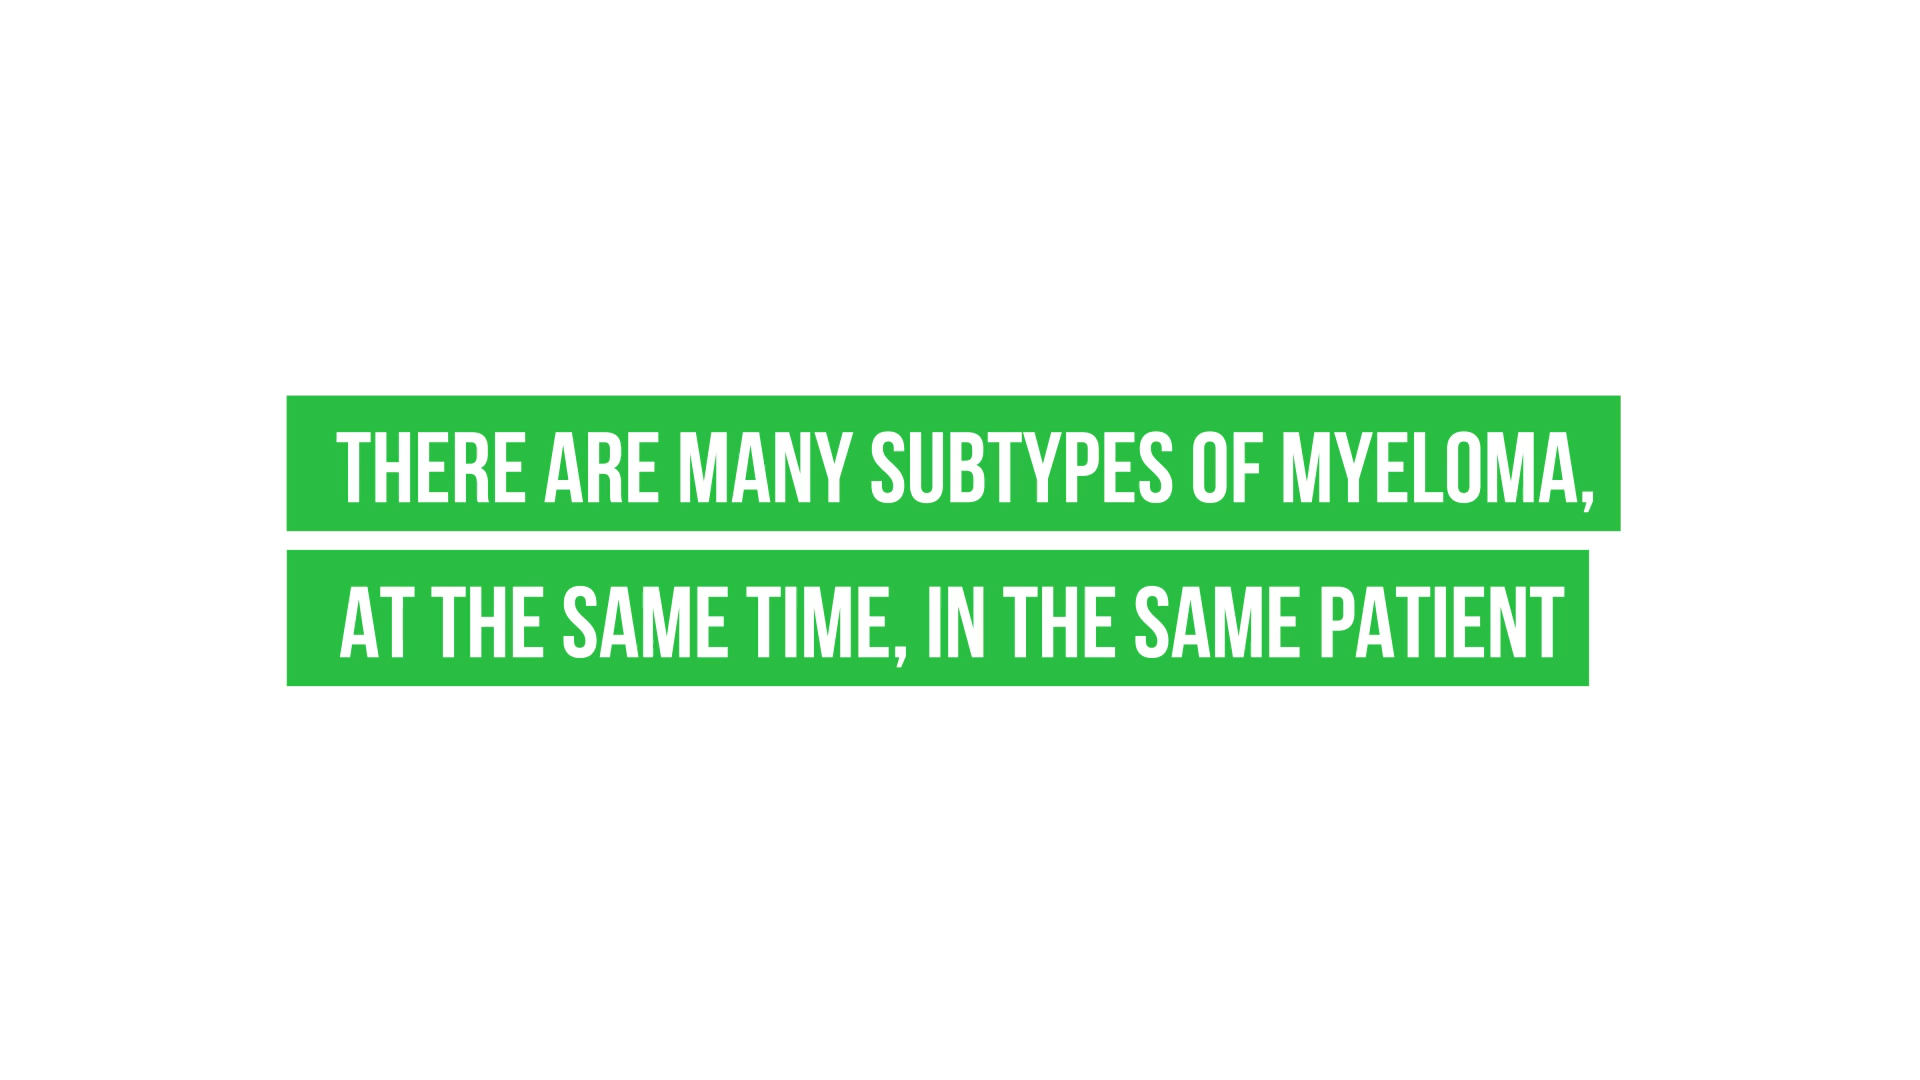 THERE ARE MANY SUBTYPES OF MYELOMA,
AT THE SAME TIME, IN THE SAME PATIENT